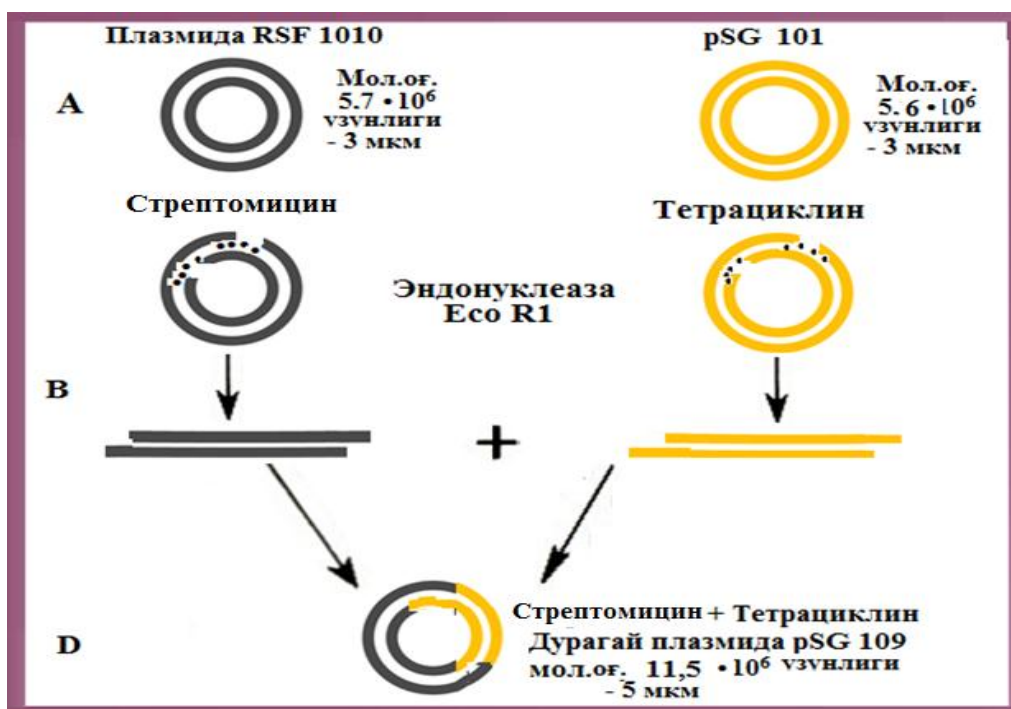 Плазмида RSF 1010
pSG 101
A
Мол.оғ.
5.7 • 10⁶
узунлиги
- 3 мкм
Мол.оғ.
5. 6 • 10⁶
узунлиги
- 3 мкм
Стрептомицин
Тетрациклин
Эндонуклеаза
Eco R1
B
+
D
Стрептомицин + Тетрациклин
Дурагай плазмида pSG 109
мол.оғ. 11,5 • 10⁶ узунлиги
- 5 мкм